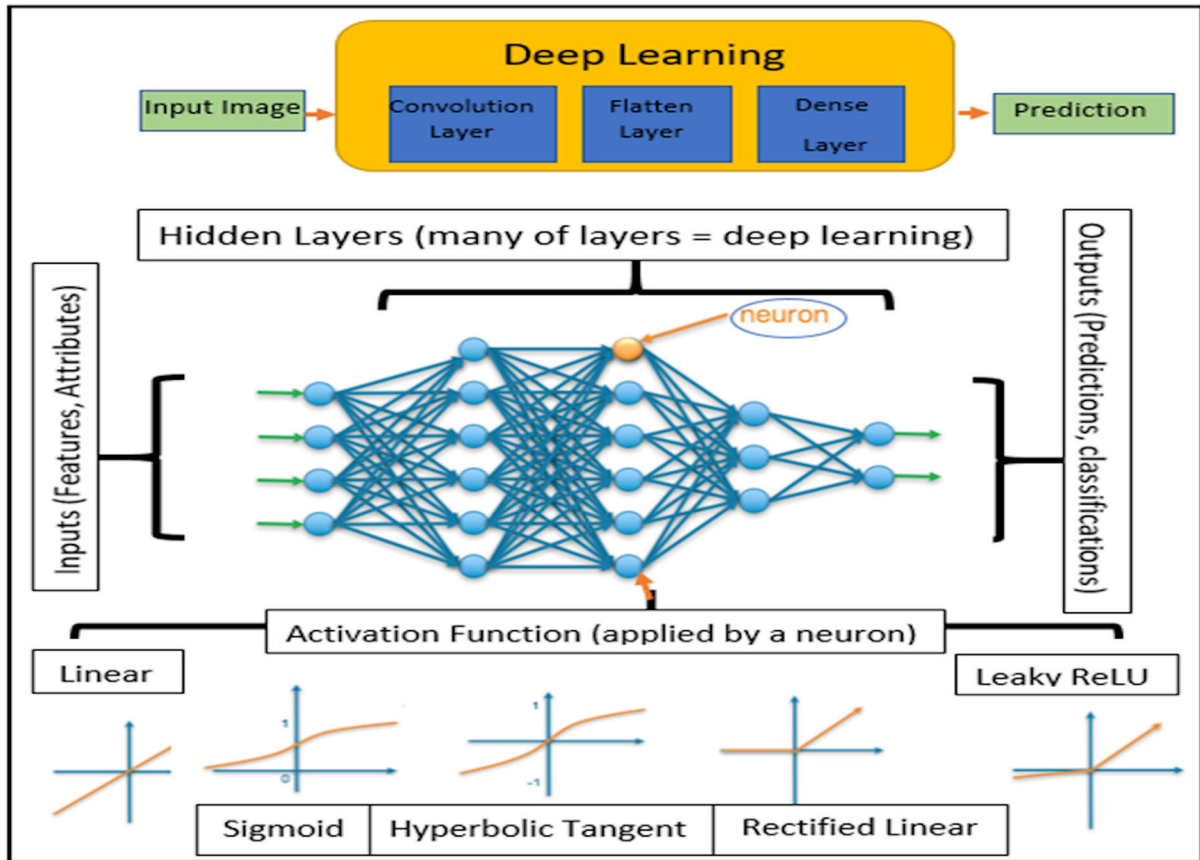 Deep Learning
Input Image
Convolution
Layer
Flatten
Layer
Dense
Layer
Prediction
Hidden Layers (many of layers = deep learning)
Inputs (Features, Attributes)
Outputs (Predictions, classifications)
neuron
Activation Function (applied by a neuron)
Linear
Leaky ReLU
1
0
1
-1
Sigmoid
Hyperbolic Tangent
Rectified Linear